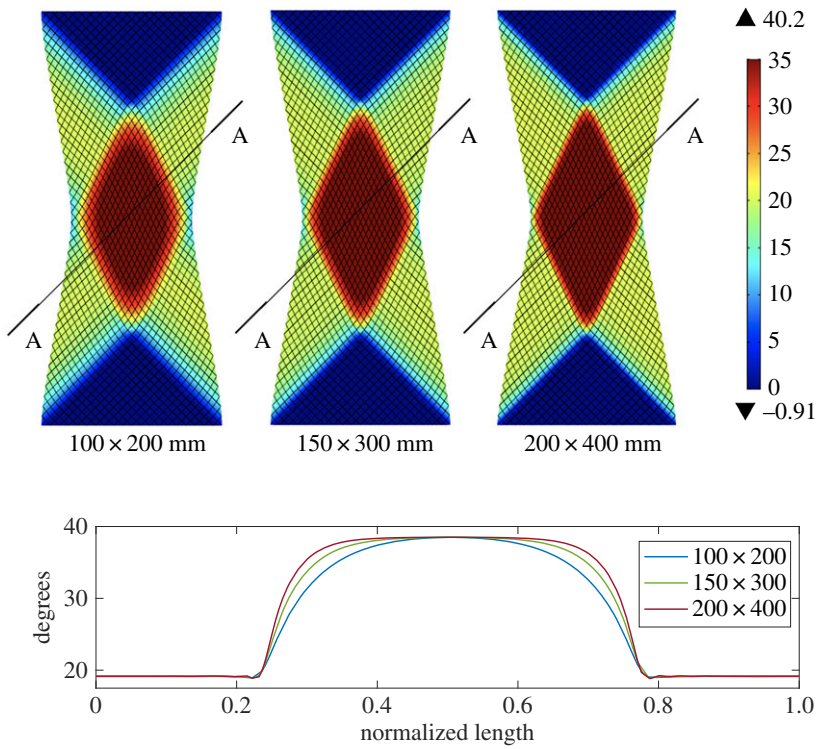 ▲ 40.2
35
30
25
20
15
10
5
0
▼ –0.91
A
A
A
A
A
A
100 × 200 mm
150 × 300 mm
200 × 400 mm
40
30
20
degrees
100 × 200
150 × 300
200 × 400
0
0.2
0.4
0.6
0.8
1.0
normalized length